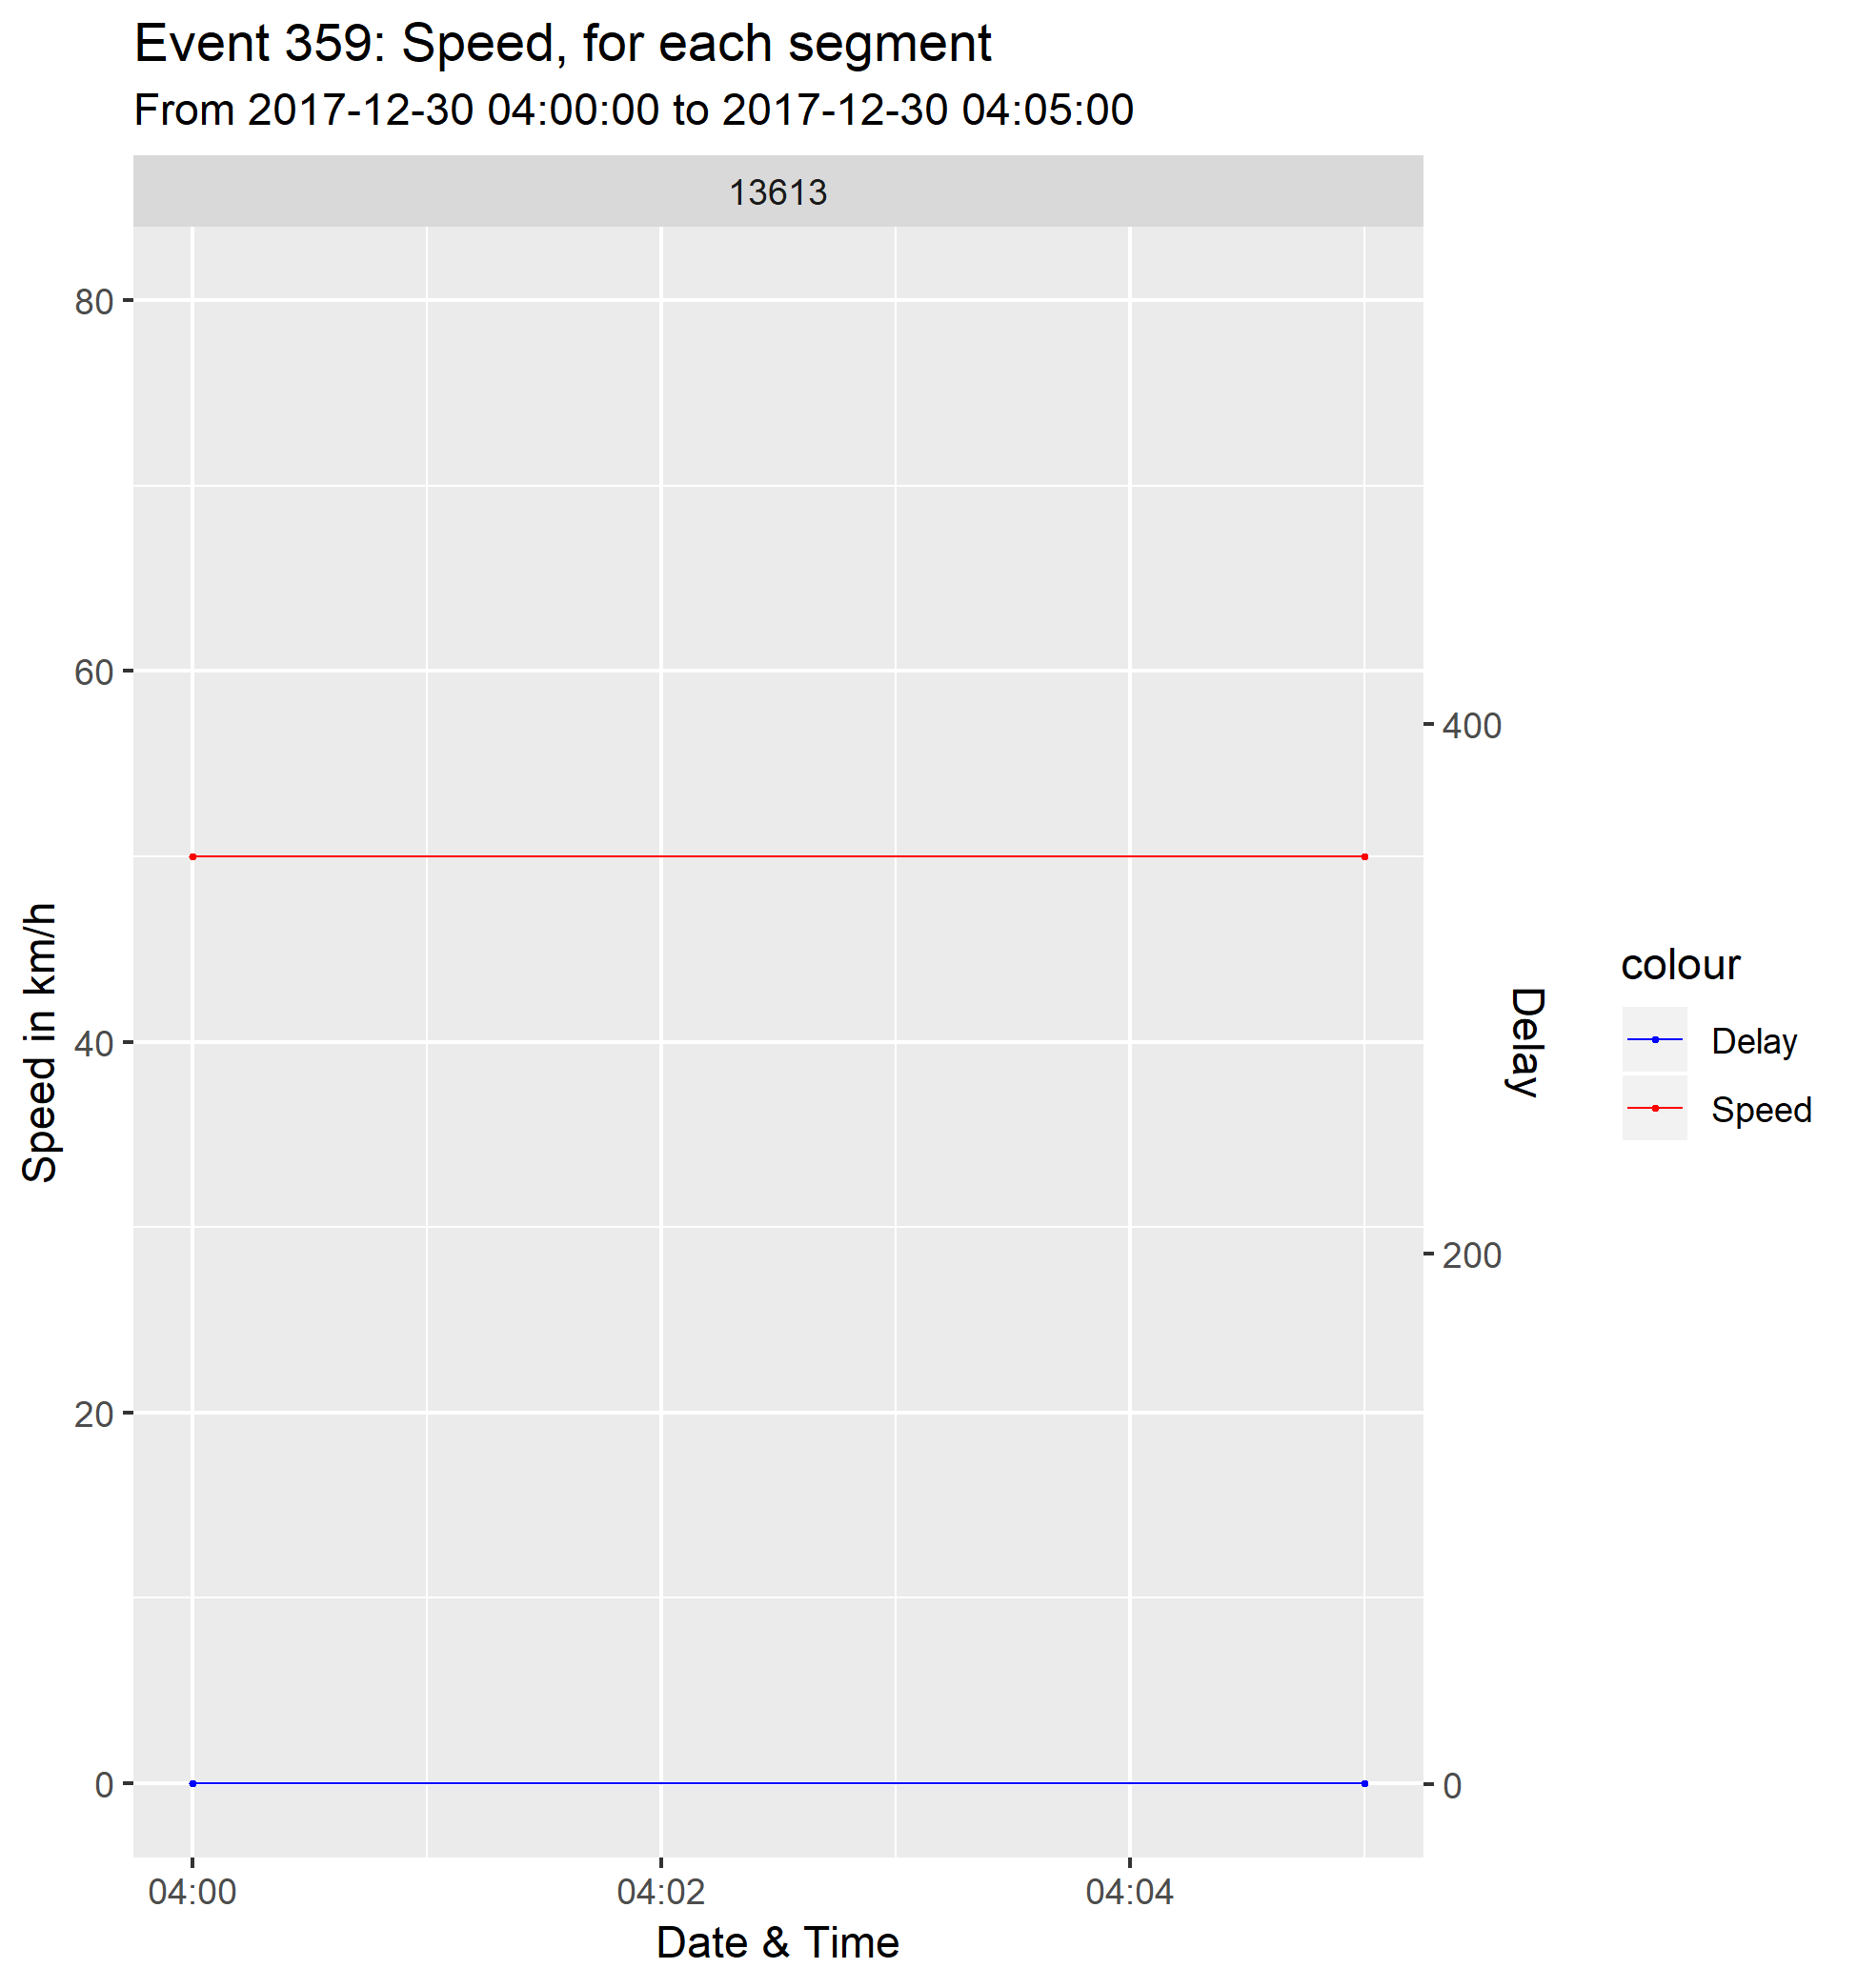 Event 359: Speed, for each segment
From 2017-12-30 04:00:00 to 2017-12-30 04:05:00
13613
80
60
40
20
0
Speed in km/h
400
200
0
Delay
colour
Delay
Speed
04:00
04:02
04:04
Date & Time